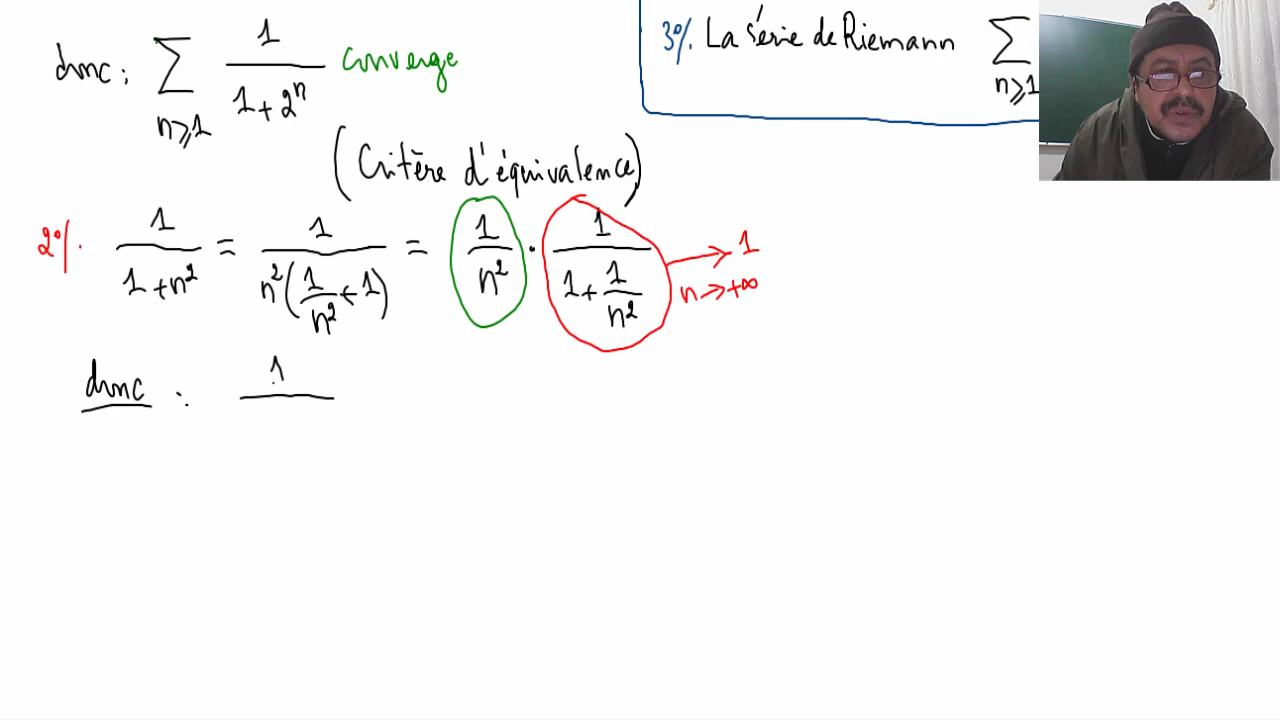 donc : ∑_{n≥1} 1/(1+2^n) converge
3°/. La série de Riemann ∑_{n≥1}
(Critère d'équivalence)
2°/. 1/(1+n²) = 1/(n²(1/n²+1)) = 1/n² · 1/(1+1/n²) → 1
n→+∞
donc : 1